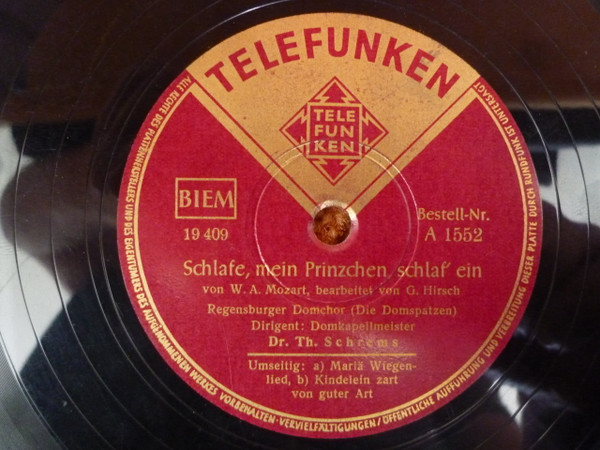 TELEFUNKEN
TELE
FUN
KEN
BIEM
19 409
Bestell-Nr.
A 1552
Schlafe, mein Prinzchen, schlaf' ein
von W. A. Mozart, bearbeitet von G. Hirsch
Regensburger Domchor (Die Domspatzen)
Dirigent: Domkapellmeister
Dr. Th. Schrems
Umseitig: a) Mariä Wiegen-
lied, b) Kindelein zart
von guter Art
ALLE RECHTE DES PLATTENHERSTELLERS UND DES EIGENTÜMERS DES AUFGENOMMENEN WERKES VORBEHALTEN · VERVIELFÄLTIGUNGEN / ÖFFENTLICHE AUFFÜHRUNG UND VERBREITUNG DIESER PLATTE DURCH RUNDFUNK IST UNTERSAGT